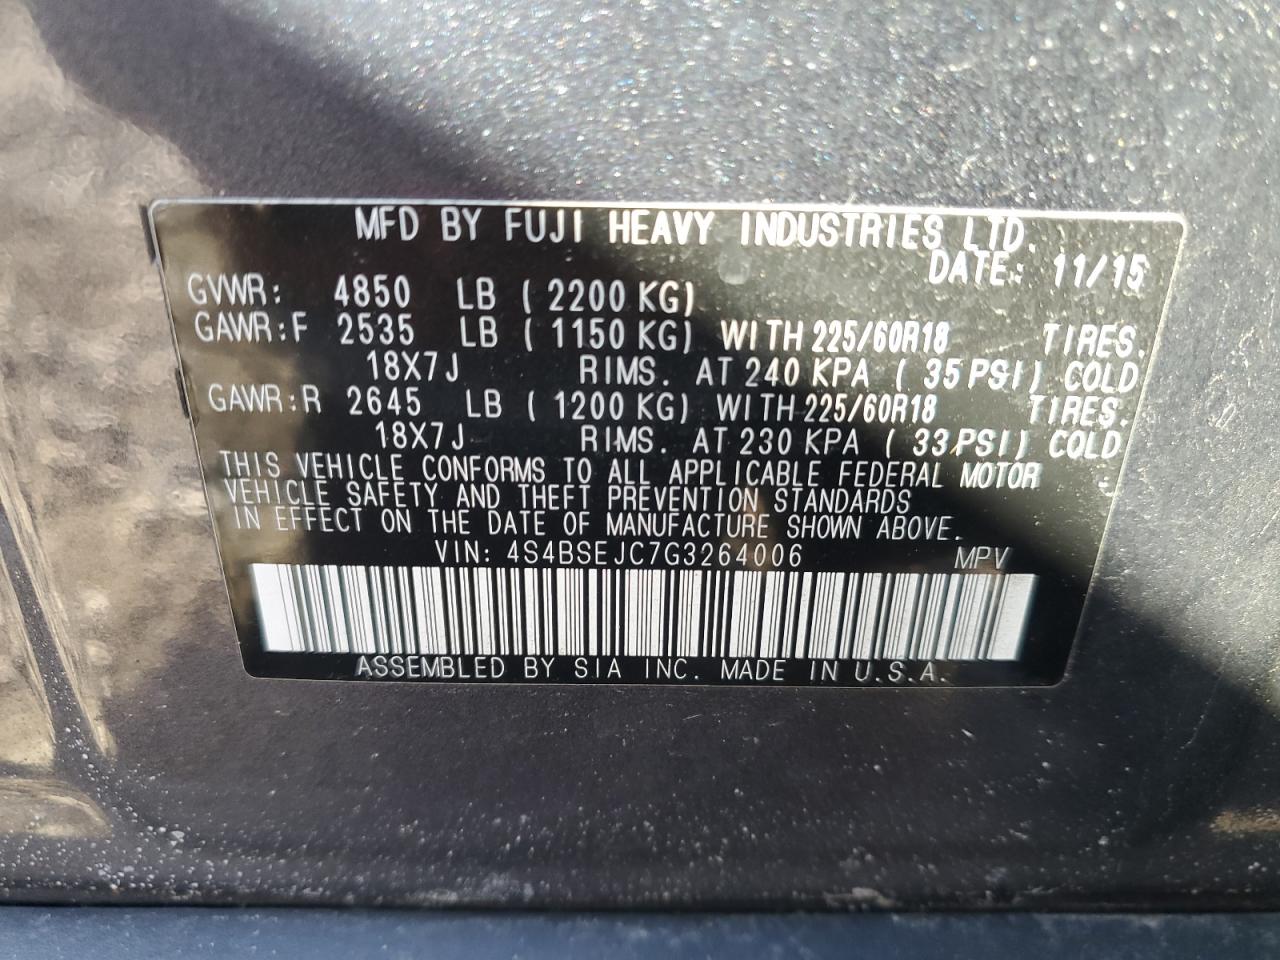 MFD BY FUJI HEAVY INDUSTRIES LTD.
DATE: 11/15
GVWR: 4850 LB ( 2200 KG)
GAWR:F 2535 LB ( 1150 KG) WITH 225/60R18 TIRES.
18X7J RIMS. AT 240 KPA ( 35 PSI) COLD
GAWR:R 2645 LB ( 1200 KG) WITH 225/60R18 TIRES.
18X7J RIMS. AT 230 KPA ( 33 PSI) COLD
THIS VEHICLE CONFORMS TO ALL APPLICABLE FEDERAL MOTOR
VEHICLE SAFETY AND THEFT PREVENTION STANDARDS
IN EFFECT ON THE DATE OF MANUFACTURE SHOWN ABOVE.
VIN: 4S4BSEJC7G3264006 MPV
ASSEMBLED BY SIA INC. MADE IN U.S.A.